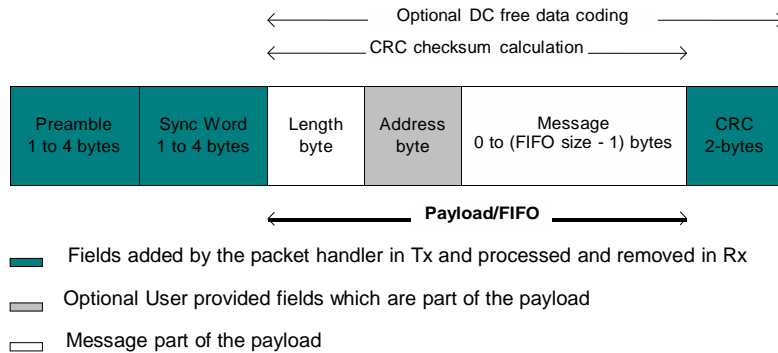 Optional DC free data coding
CRC checksum calculation
Preamble
1 to 4 bytes
Sync Word
1 to 4 bytes
Length
byte
Address
byte
Message
0 to (FIFO size - 1) bytes
CRC
2-bytes
Payload/FIFO
Fields added by the packet handler in Tx and processed and removed in Rx
Optional User provided fields which are part of the payload
Message part of the payload